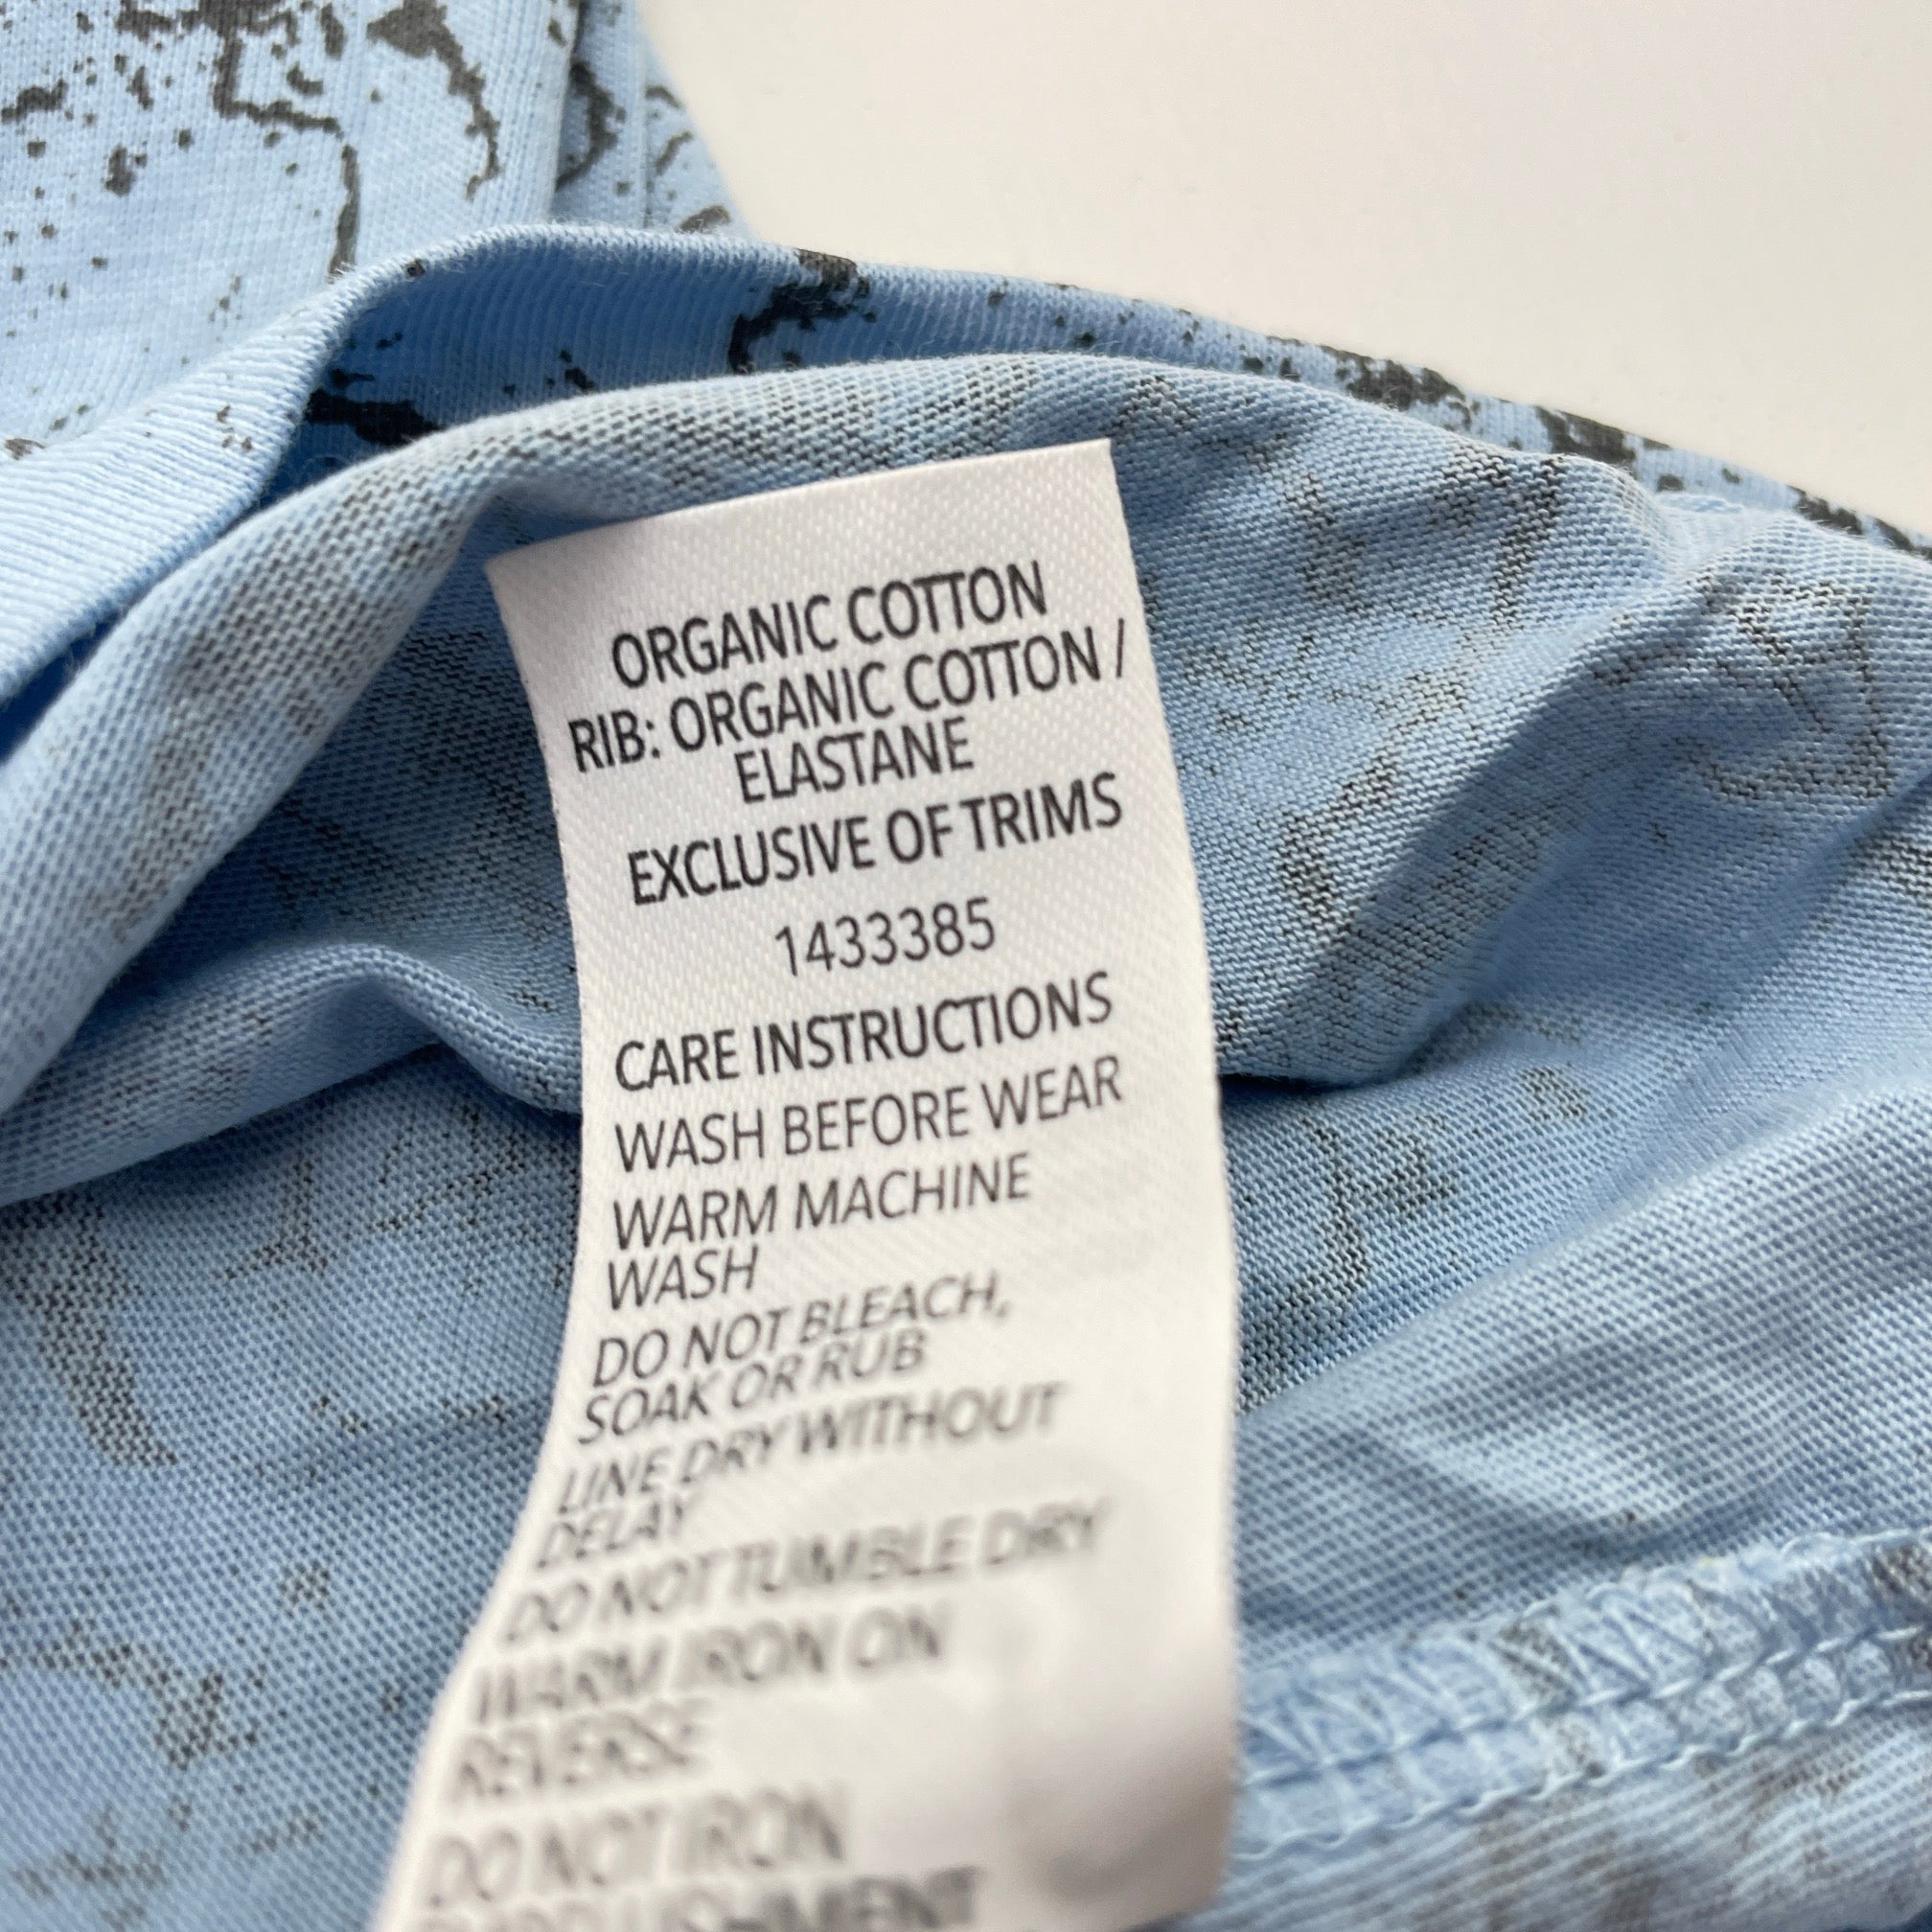 ORGANIC COTTON
RIB: ORGANIC COTTON /
ELASTANE
EXCLUSIVE OF TRIMS
1433385
CARE INSTRUCTIONS
WASH BEFORE WEAR
WARM MACHINE
WASH
DO NOT BLEACH,
SOAK OR RUB
LINE DRY WITHOUT
DELAY
DO NOT TUMBLE DRY
WARM IRON ON
REVERSE
DO NOT IRON